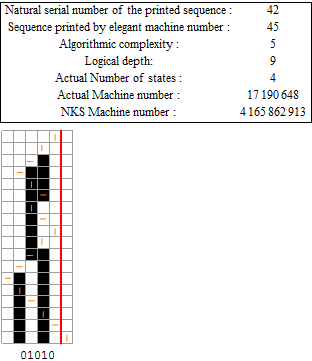 Natural serial number of the printed sequence : 42
Sequence printed by elegant machine number : 45
Algorithmic complexity : 5
Logical depth: 9
Actual Number of states : 4
Actual Machine number : 17 190 648
NKS Machine number : 4 165 862 913
01010